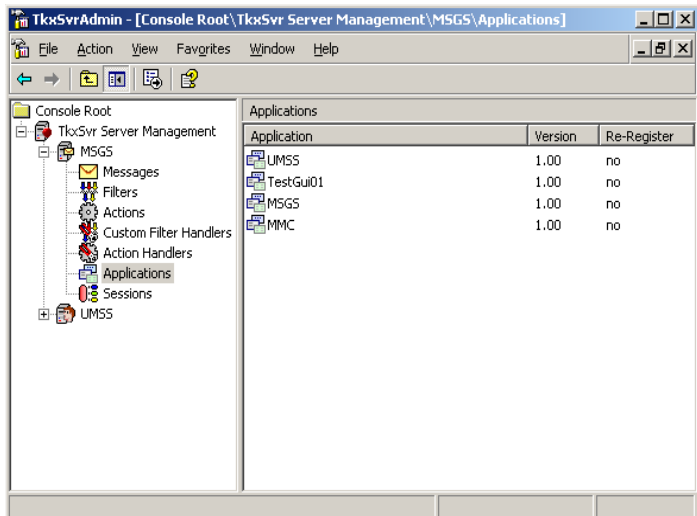 TkxSvrAdmin - [Console Root\TkxSvr Server Management\MSGS\Applications]
File Action View Favorites Window Help
Console Root
TkxSvr Server Management
MSGS
Messages
Filters
Actions
Custom Filter Handlers
Action Handlers
Applications
Sessions
UMSS
Applications
Application Version Re-Register
UMSS 1.00 no
TestGui01 1.00 no
MSGS 1.00 no
MMC 1.00 no